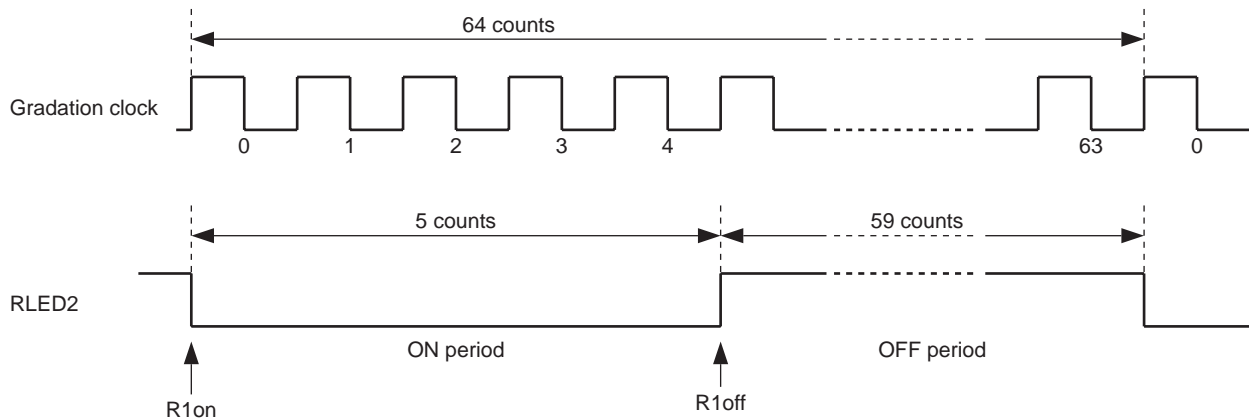 64 counts
Gradation clock
0 1 2 3 4 63 0
5 counts 59 counts
RLED2
ON period OFF period
R1on R1off